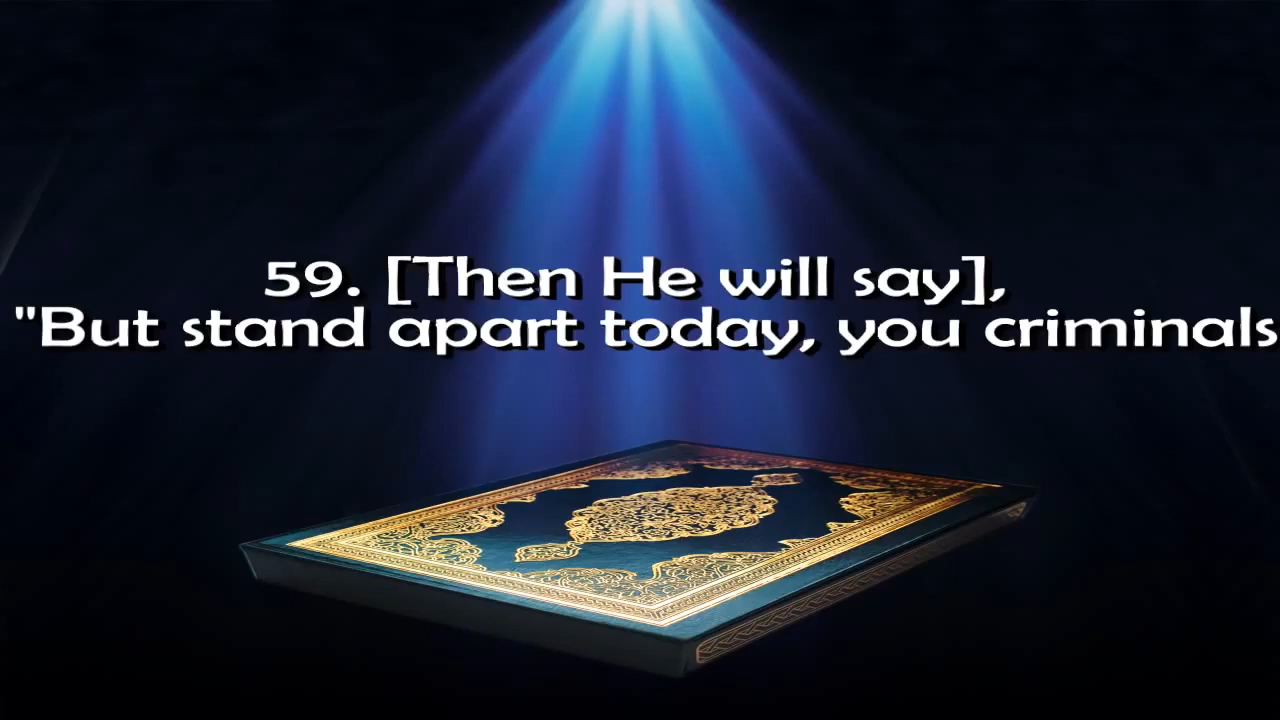 59. [Then He will say],
"But stand apart today, you criminals